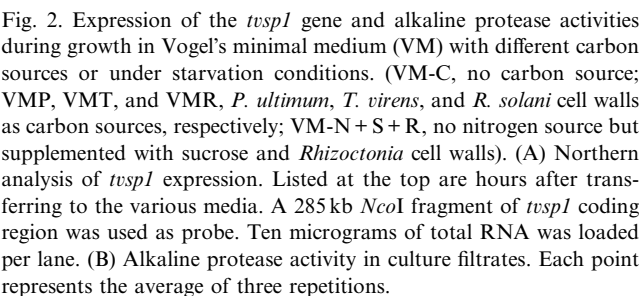 Fig. 2. Expression of the tvsp1 gene and alkaline protease activities
during growth in Vogel's minimal medium (VM) with different carbon
sources or under starvation conditions. (VM-C, no carbon source;
VMP, VMT, and VMR, P. ultimum, T. virens, and R. solani cell walls
as carbon sources, respectively; VM-N + S + R, no nitrogen source but
supplemented with sucrose and Rhizoctonia cell walls). (A) Northern
analysis of tvsp1 expression. Listed at the top are hours after trans-
ferring to the various media. A 285 kb NcoI fragment of tvsp1 coding
region was used as probe. Ten micrograms of total RNA was loaded
per lane. (B) Alkaline protease activity in culture filtrates. Each point
represents the average of three repetitions.